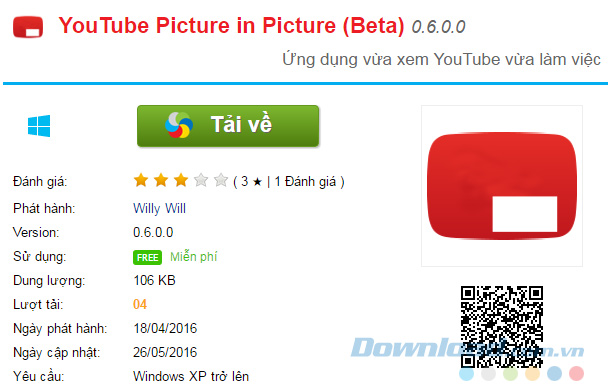 YouTube Picture in Picture (Beta) 0.6.0.0
Ứng dụng vừa xem YouTube vừa làm việc
Tải về
Đánh giá: ( 3 ★ | 1 Đánh giá )
Phát hành: Willy Will
Version: 0.6.0.0
Sử dụng: FREE Miễn phí
Dung lượng: 106 KB
Lượt tải: 04
Ngày phát hành: 18/04/2016
Ngày cập nhật: 26/05/2016
Yêu cầu: Windows XP trở lên
Download.com.vn